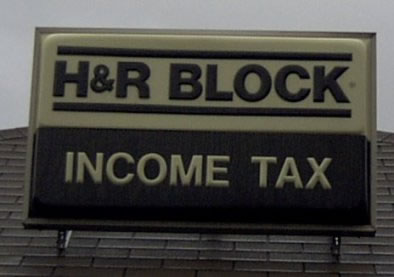 H&R BLOCK®
INCOME TAX